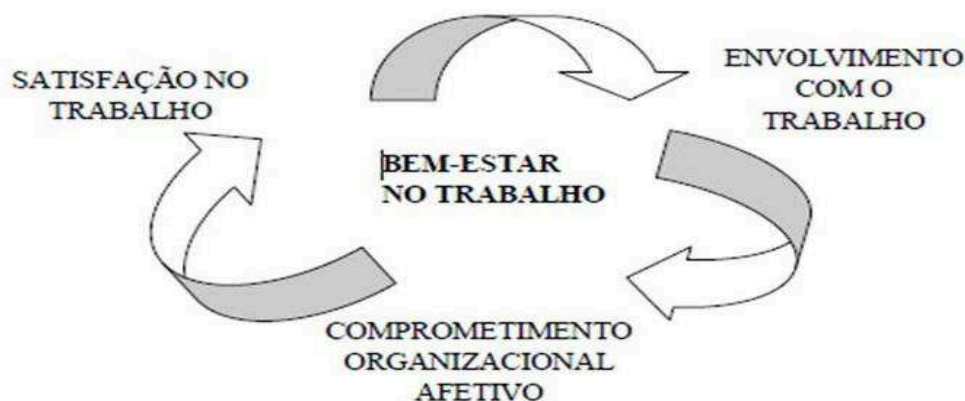 SATISFAÇÃO NO
TRABALHO
ENVOLVIMENTO
COM O
TRABALHO
BEM-ESTAR
NO TRABALHO
COMPROMETIMENTO
ORGANIZACIONAL
AFETIVO